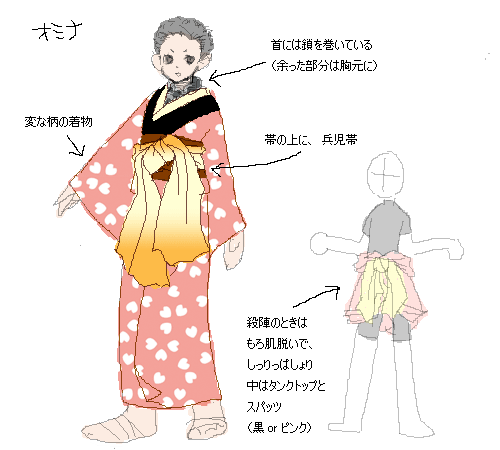 オミナ
首には鎖を巻いている
（余った部分は胸元に）
変な柄の着物
帯の上に、兵児帯
殺陣のときは
もろ肌脱いで、
しっりっぱしょり
中はタンクトップと
スパッツ
（黒 or ピンク）